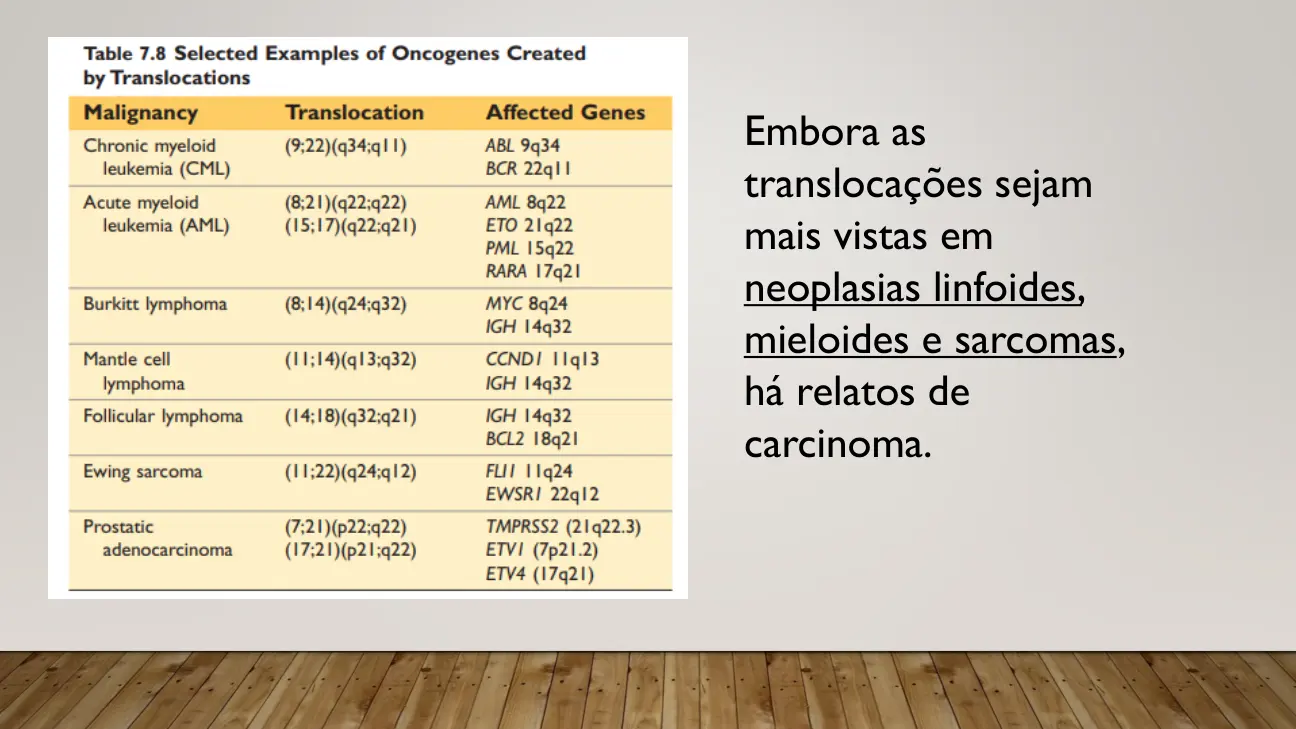 Table 7.8 Selected Examples of Oncogenes Created
by Translocations
Malignancy Translocation Affected Genes
Chronic myeloid (9;22)(q34;q11) ABL 9q34
leukemia (CML) BCR 22q11
Acute myeloid (8;21)(q22;q22) AML 8q22
leukemia (AML) (15;17)(q22;q21) ETO 21q22
PML 15q22
RARA 17q21
Burkitt lymphoma (8;14)(q24;q32) MYC 8q24
IGH 14q32
Mantle cell (11;14)(q13;q32) CCND1 11q13
lymphoma IGH 14q32
Follicular lymphoma (14;18)(q32;q21) IGH 14q32
BCL2 18q21
Ewing sarcoma (11;22)(q24;q12) FLI1 11q24
EWSR1 22q12
Prostatic (7;21)(p22;q22) TMPRSS2 (21q22.3)
adenocarcinoma (17;21)(p21;q22) ETV1 (7p21.2)
ETV4 (17q21)
Embora as
translocações sejam
mais vistas em
neoplasias linfoides,
mieloides e sarcomas,
há relatos de
carcinoma.